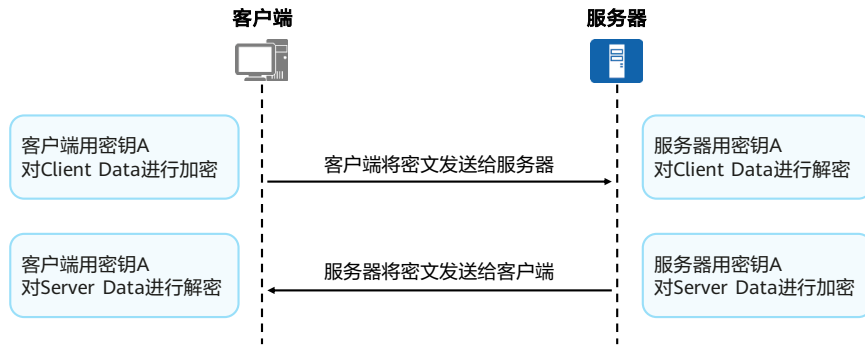 客户端
服务器
客户端用密钥A
对Client Data进行加密
客户端将密文发送给服务器
服务器用密钥A
对Client Data进行解密
客户端用密钥A
对Server Data进行解密
服务器将密文发送给客户端
服务器用密钥A
对Server Data进行加密